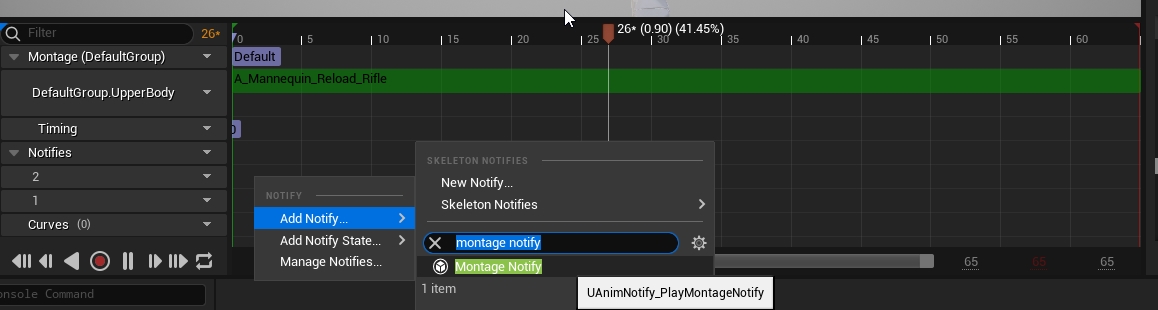 Filter
26*
26* (0.90) (41.45%)
0
5
10
15
20
25
30
35
40
45
50
55
60
Montage (DefaultGroup)
Default
A_Mannequin_Reload_Rifle
DefaultGroup.UpperBody
Timing
Notifies
2
1
Curves (0)
NOTIFY
Add Notify...
Add Notify State...
Manage Notifies...
SKELETON NOTIFIES
New Notify...
Skeleton Notifies
montage notify
Montage Notify
1 item
UAnimNotify_PlayMontageNotify
65
65
65
onsole Command